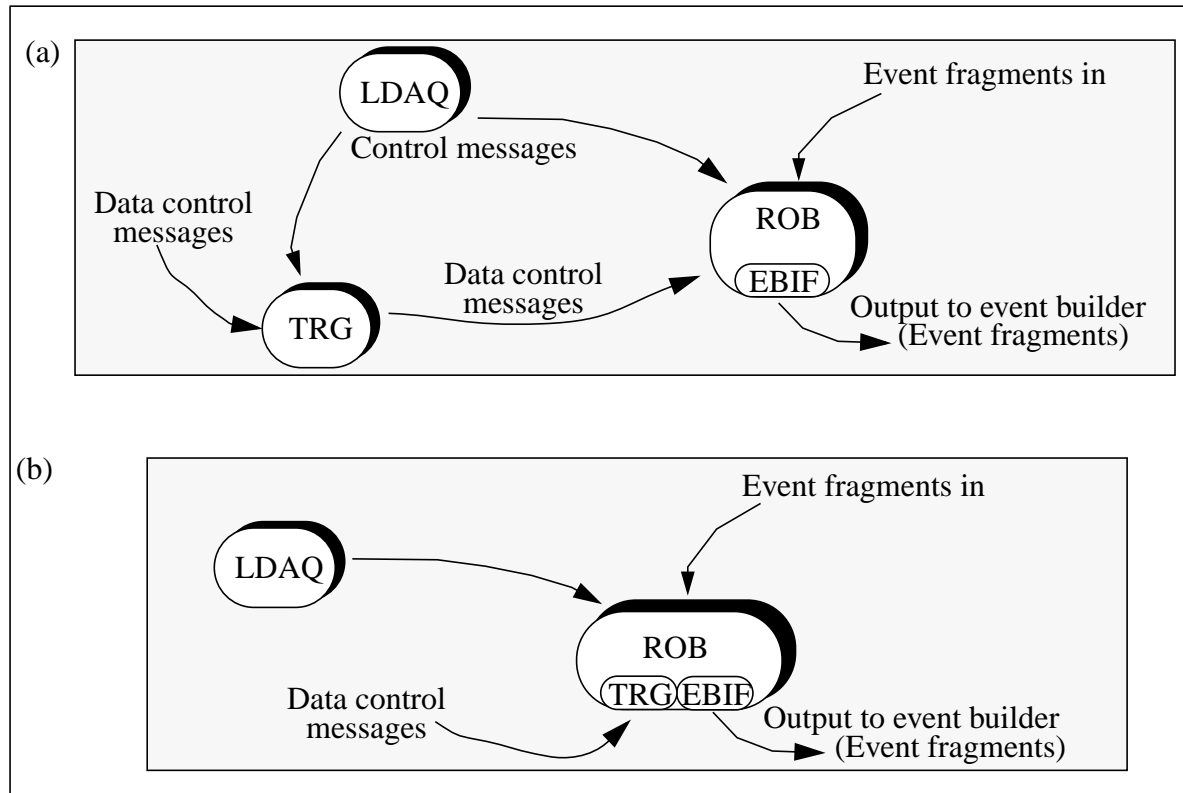 (a)
LDAQ
Event fragments in
Control messages
Data control
messages
ROB
Data control
messages
EBIF
TRG
Output to event builder
(Event fragments)
(b)
Event fragments in
LDAQ
ROB
TRG
EBIF
Data control
messages
Output to event builder
(Event fragments)